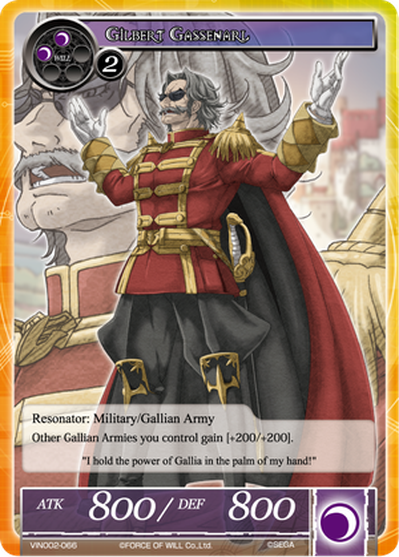 Gilbert Gassenarl
WILL
2
Resonator: Military/Gallian Army
Other Gallian Armies you control gain [+200/+200].
"I hold the power of Gallia in the palm of my hand!"
ATK 800 / DEF 800
VIN002-066 ©FORCE OF WILL Co.,Ltd. ©SEGA